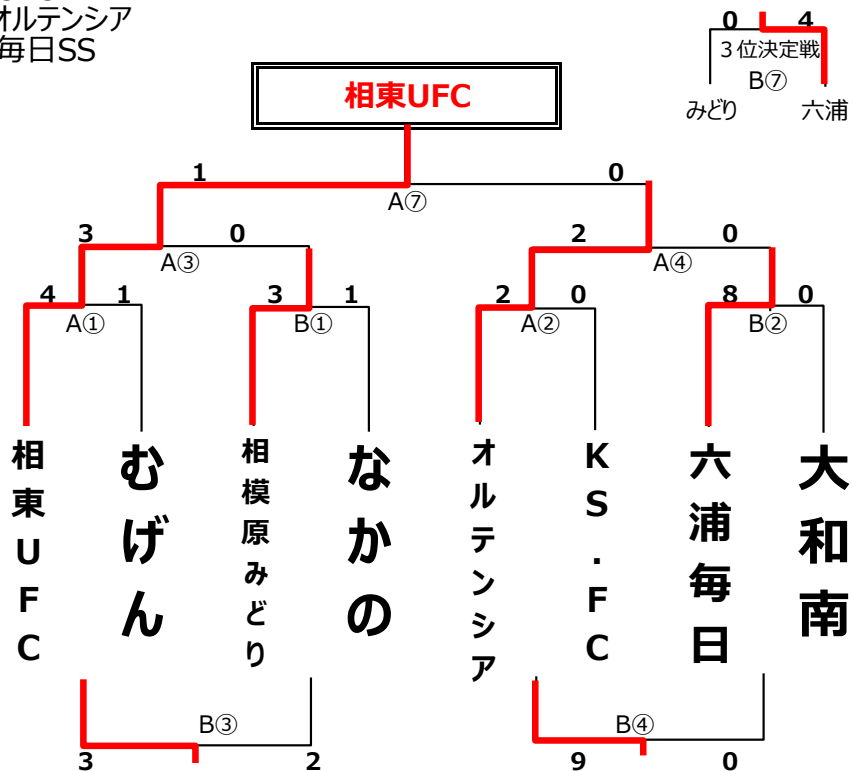 オルテンシア
毎日SS
0 4
3位決定戦
B⑦
みどり 六浦
相東UFC
1 0
A⑦
3 0 2 0
A③ A④
4 1 3 1 2 0 8 0
A① B① A② B②
相東UFC
むげん
相模原みどり
なかの
オルテンシア
KS.FC
六浦毎日
大和南
B③ B④
3 2 9 0